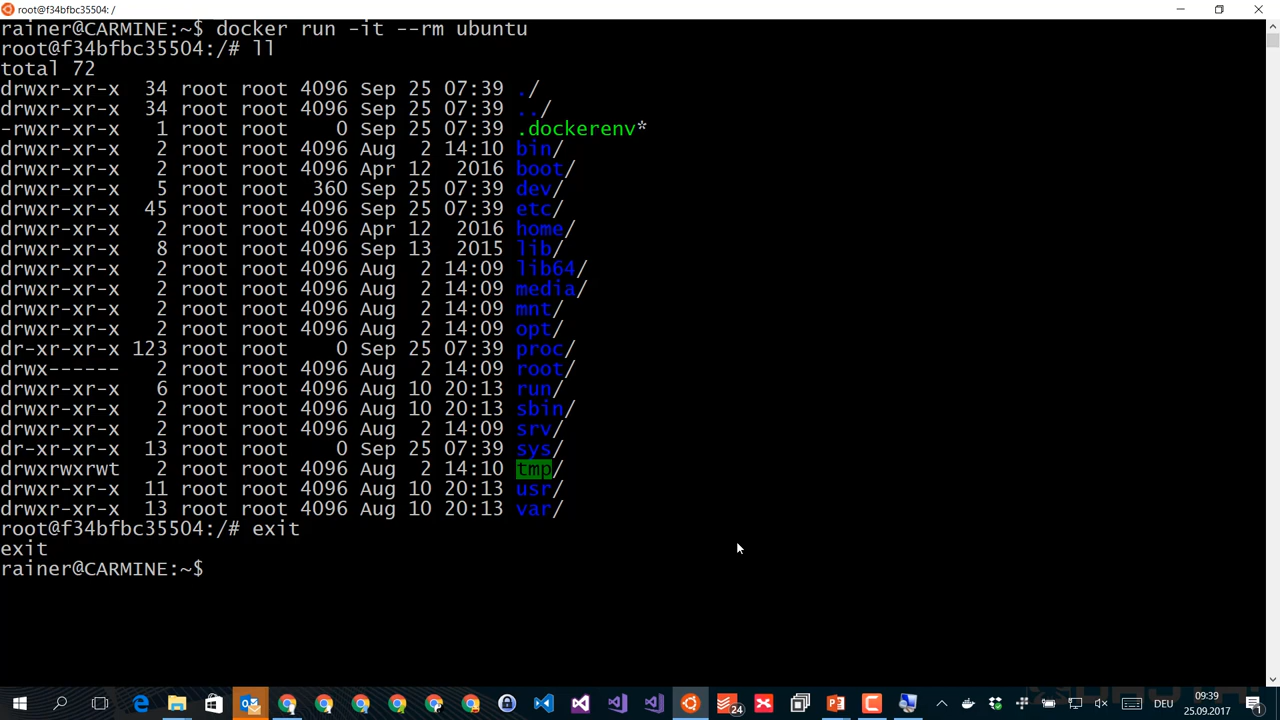 root@f34bfbc35504: /
rainer@CARMINE:~$ docker run -it --rm ubuntu
root@f34bfbc35504:/# ll
total 72
drwxr-xr-x  34 root root 4096 Sep 25 07:39 ./
drwxr-xr-x  34 root root 4096 Sep 25 07:39 ../
-rwxr-xr-x   1 root root    0 Sep 25 07:39 .dockerenv*
drwxr-xr-x   2 root root 4096 Aug  2 14:10 bin/
drwxr-xr-x   2 root root 4096 Apr 12  2016 boot/
drwxr-xr-x   5 root root  360 Sep 25 07:39 dev/
drwxr-xr-x  45 root root 4096 Sep 25 07:39 etc/
drwxr-xr-x   2 root root 4096 Apr 12  2016 home/
drwxr-xr-x   8 root root 4096 Sep 13  2015 lib/
drwxr-xr-x   2 root root 4096 Aug  2 14:09 lib64/
drwxr-xr-x   2 root root 4096 Aug  2 14:09 media/
drwxr-xr-x   2 root root 4096 Aug  2 14:09 mnt/
drwxr-xr-x   2 root root 4096 Aug  2 14:09 opt/
dr-xr-xr-x 123 root root    0 Sep 25 07:39 proc/
drwx------   2 root root 4096 Aug  2 14:09 root/
drwxr-xr-x   6 root root 4096 Aug 10 20:13 run/
drwxr-xr-x   2 root root 4096 Aug 10 20:13 sbin/
drwxr-xr-x   2 root root 4096 Aug  2 14:09 srv/
dr-xr-xr-x  13 root root    0 Sep 25 07:39 sys/
drwxrwxrwt   2 root root 4096 Aug  2 14:10 tmp/
drwxr-xr-x  11 root root 4096 Aug 10 20:13 usr/
drwxr-xr-x  13 root root 4096 Aug 10 20:13 var/
root@f34bfbc35504:/# exit
exit
rainer@CARMINE:~$
24
DEU
09:39
25.09.2017
1